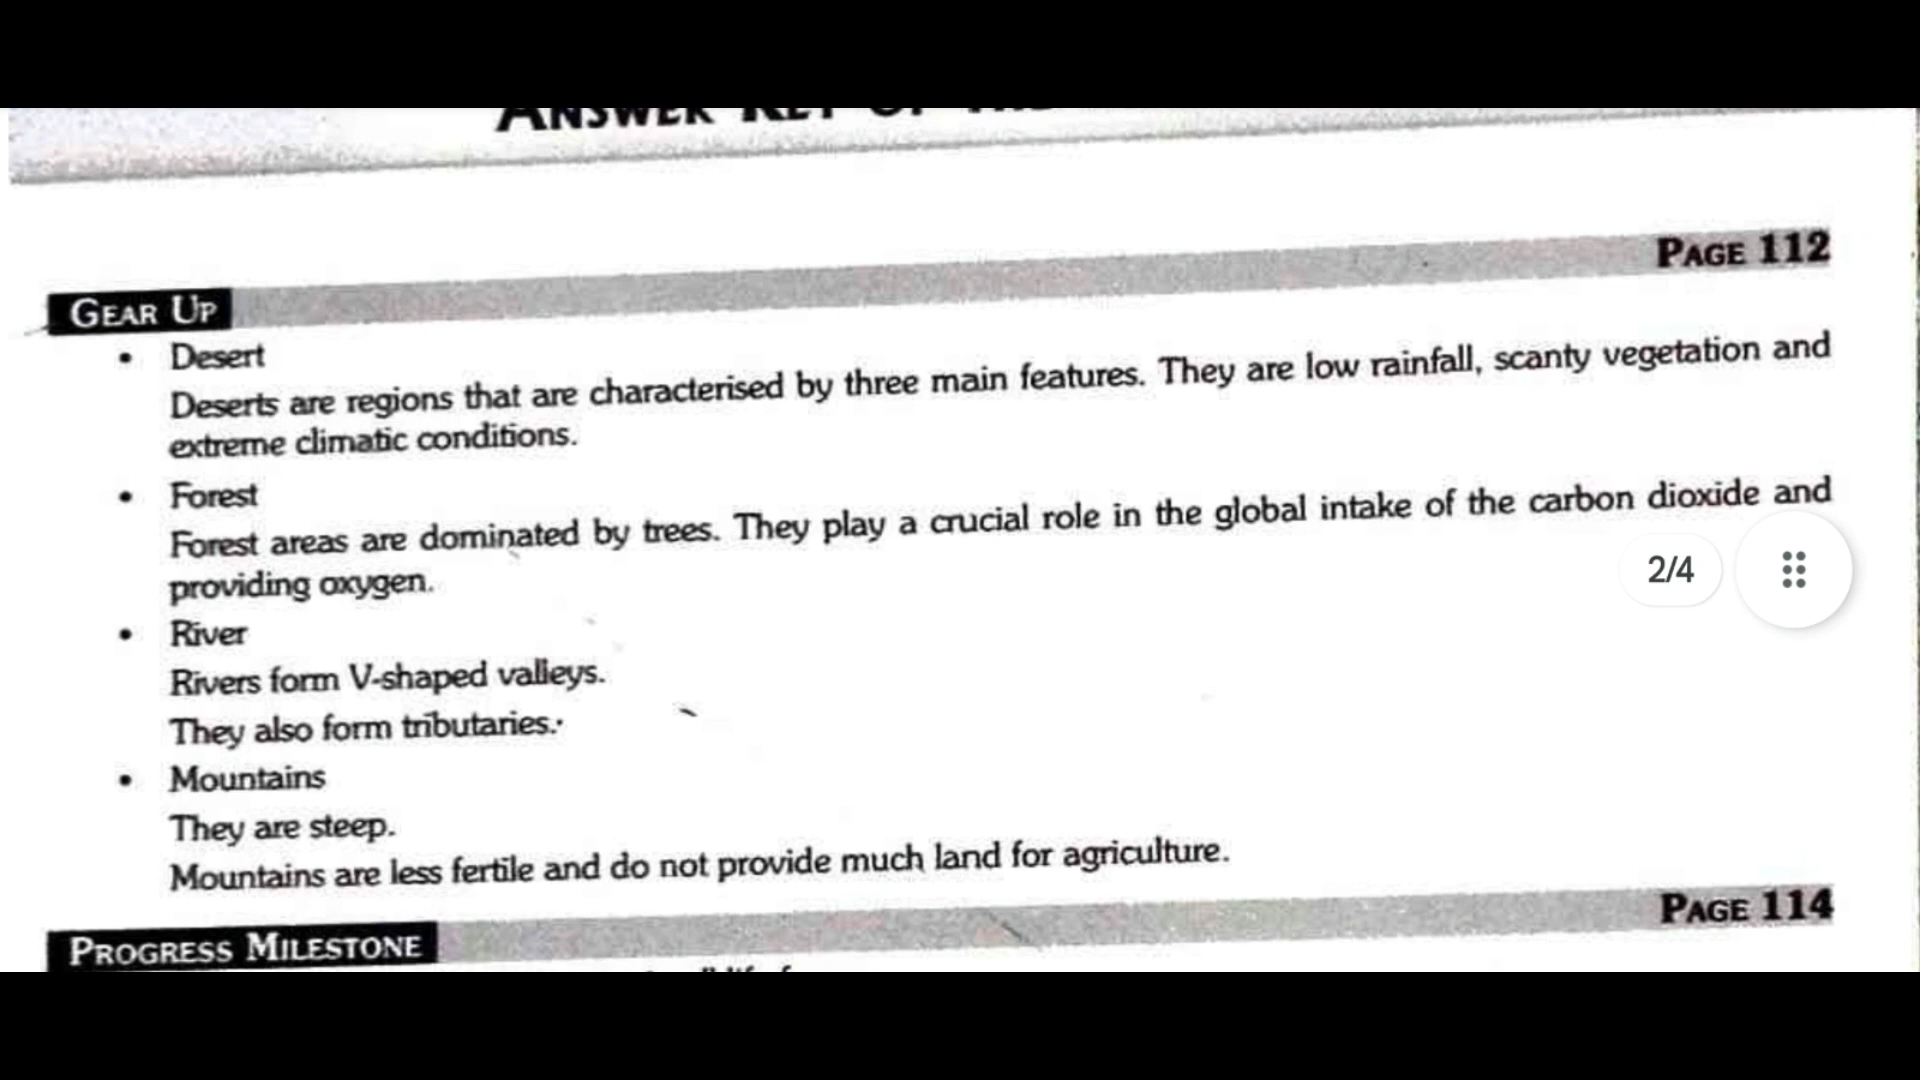 ANSWER KEY OF THE
GEAR UP PAGE 112
• Desert
Deserts are regions that are characterised by three main features. They are low rainfall, scanty vegetation and
extreme climatic conditions.
• Forest
Forest areas are dominated by trees. They play a crucial role in the global intake of the carbon dioxide and
providing oxygen.
2/4
• River
Rivers form V-shaped valleys.
They also form tributaries.
• Mountains
They are steep.
Mountains are less fertile and do not provide much land for agriculture.
PROGRESS MILESTONE PAGE 114